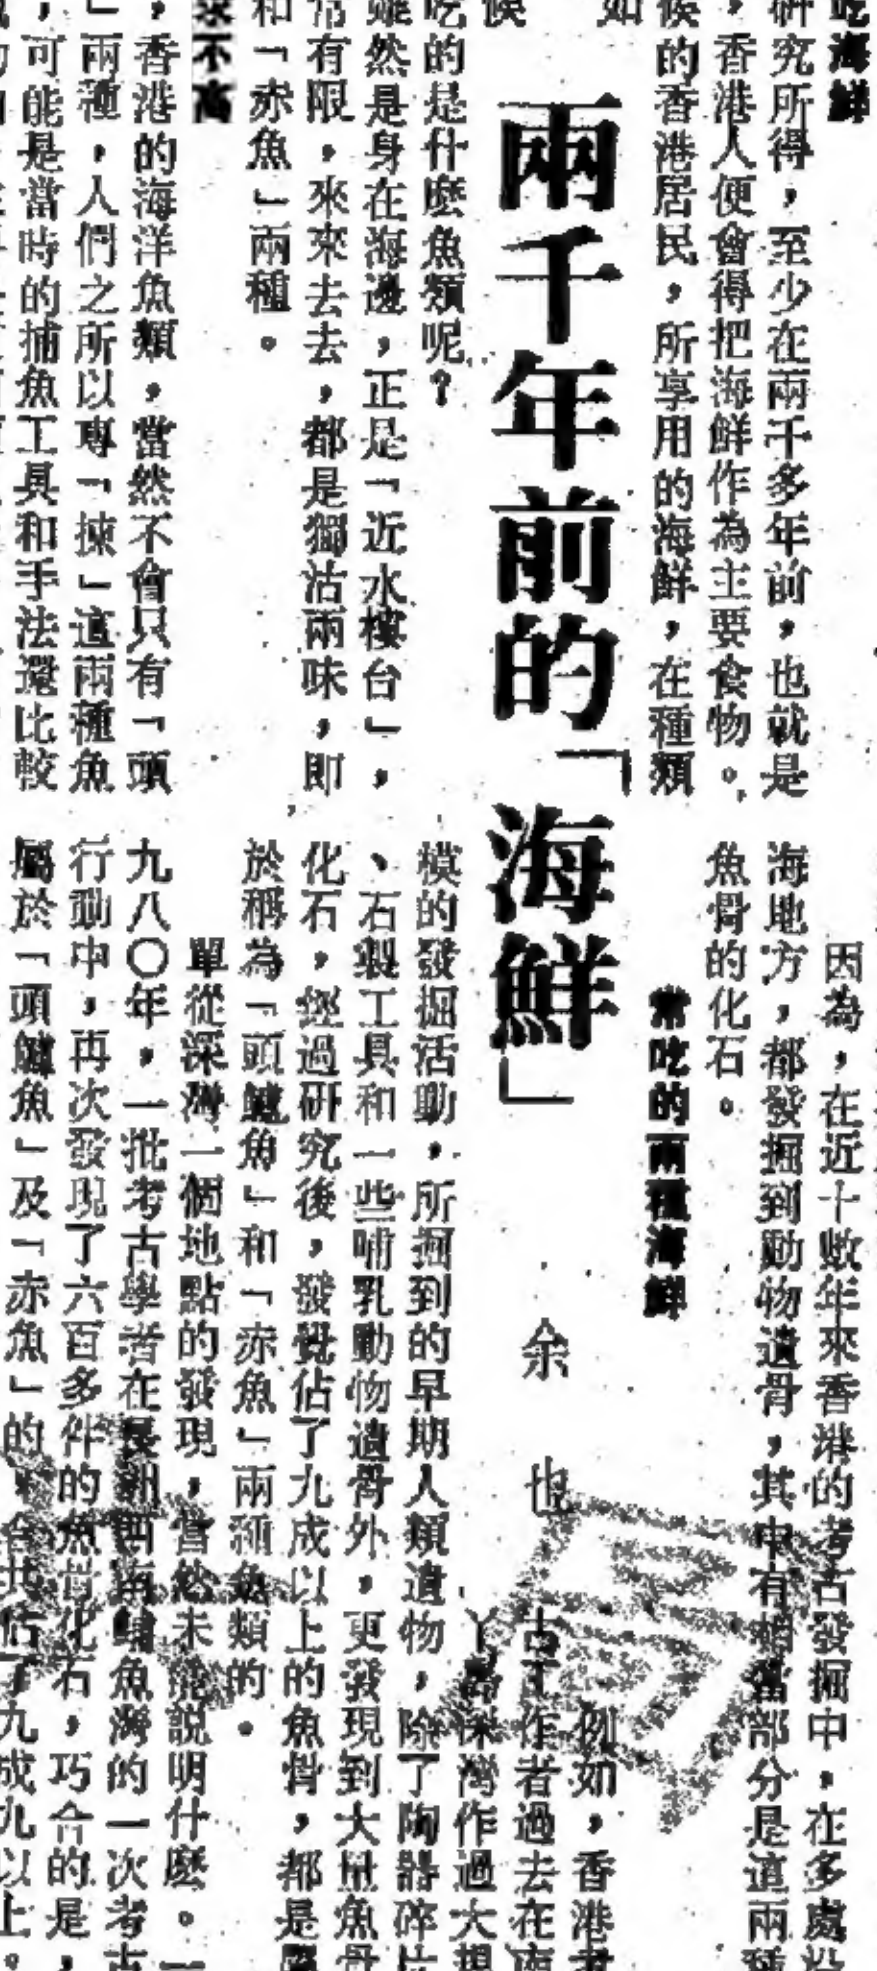 兩千年前的「海鮮」
余也
吃海鮮
研究所得，至少在兩千多年前，也就是
，香港人便會得把海鮮作為主要食物。
候的香港居民，所享用的海鮮，在種類
如
候
吃的是什麼魚類呢？
雖然是身在海邊，正是「近水樓台」，
常有限，來來去去，都是獨沽兩味，即
和「赤魚」兩種。
求不高
，香港的海洋魚類，當然不會只有「頭
」兩種，人們之所以專「揀」這兩種魚
，可能是當時的捕魚工具和手法還比較
因為，在近十數年來香港的考古發掘中，在多處沿
海地方，都發掘到動物遺骨，其中有相當部分是這兩種
魚骨的化石。
常吃的兩種海鮮
例如，香港考
古工作者過去在南
丫島深灣作過大規
模的發掘活動，所掘到的早期人類遺物，除了陶器碎片
、石製工具和一些哺乳動物遺骨外，更發現到大量魚骨
化石，經過研究後，發覺佔了九成以上的魚骨，都是屬
於稱為「頭鱸魚」和「赤魚」兩種魚類的。
單從深灣一個地點的發現，當然未能說明什麼。一
九八〇年，一批考古學者在長洲西南鯆魚灣的一次考古
行動中，再次發現了六百多件的魚骨化石，巧合的是，
屬於「頭鱸魚」及「赤魚」的，合共佔了九成九以上。